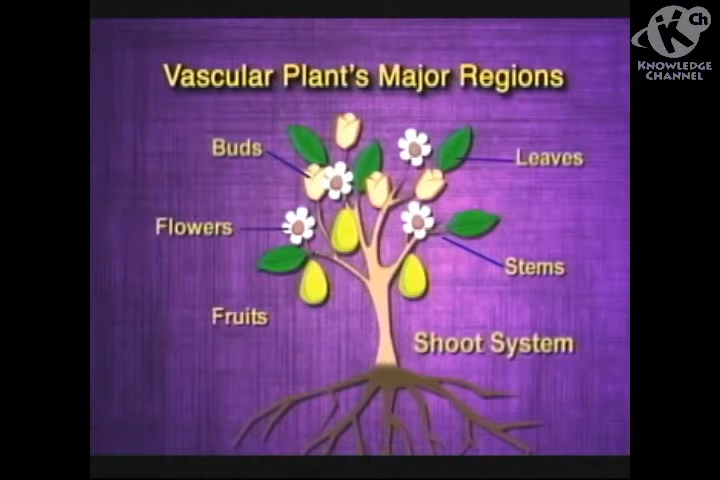 Ch
K
KNOWLEDGE
CHANNEL
Vascular Plant's Major Regions
Buds
Leaves
Flowers
Stems
Fruits
Shoot System